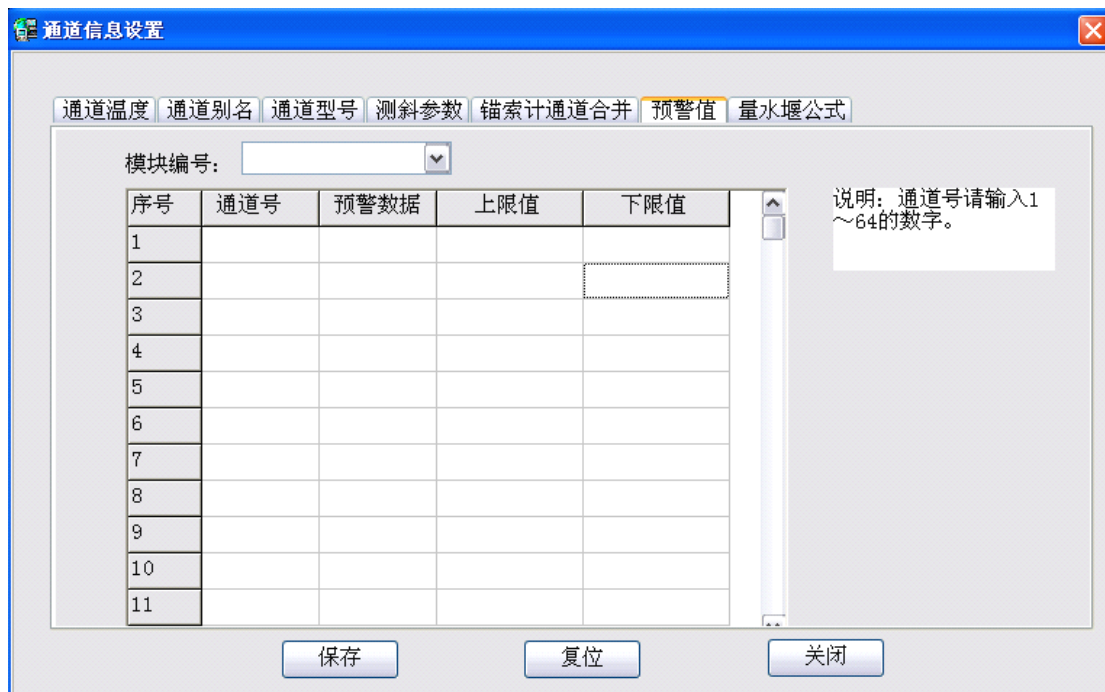 通道信息设置
通道温度 通道别名 通道型号 测斜参数 锚索计通道合并 预警值 量水堰公式
模块编号:
序号 通道号 预警数据 上限值 下限值
说明: 通道号请输入1
～64的数字。
1
2
3
4
5
6
7
8
9
10
11
保存 复位 关闭